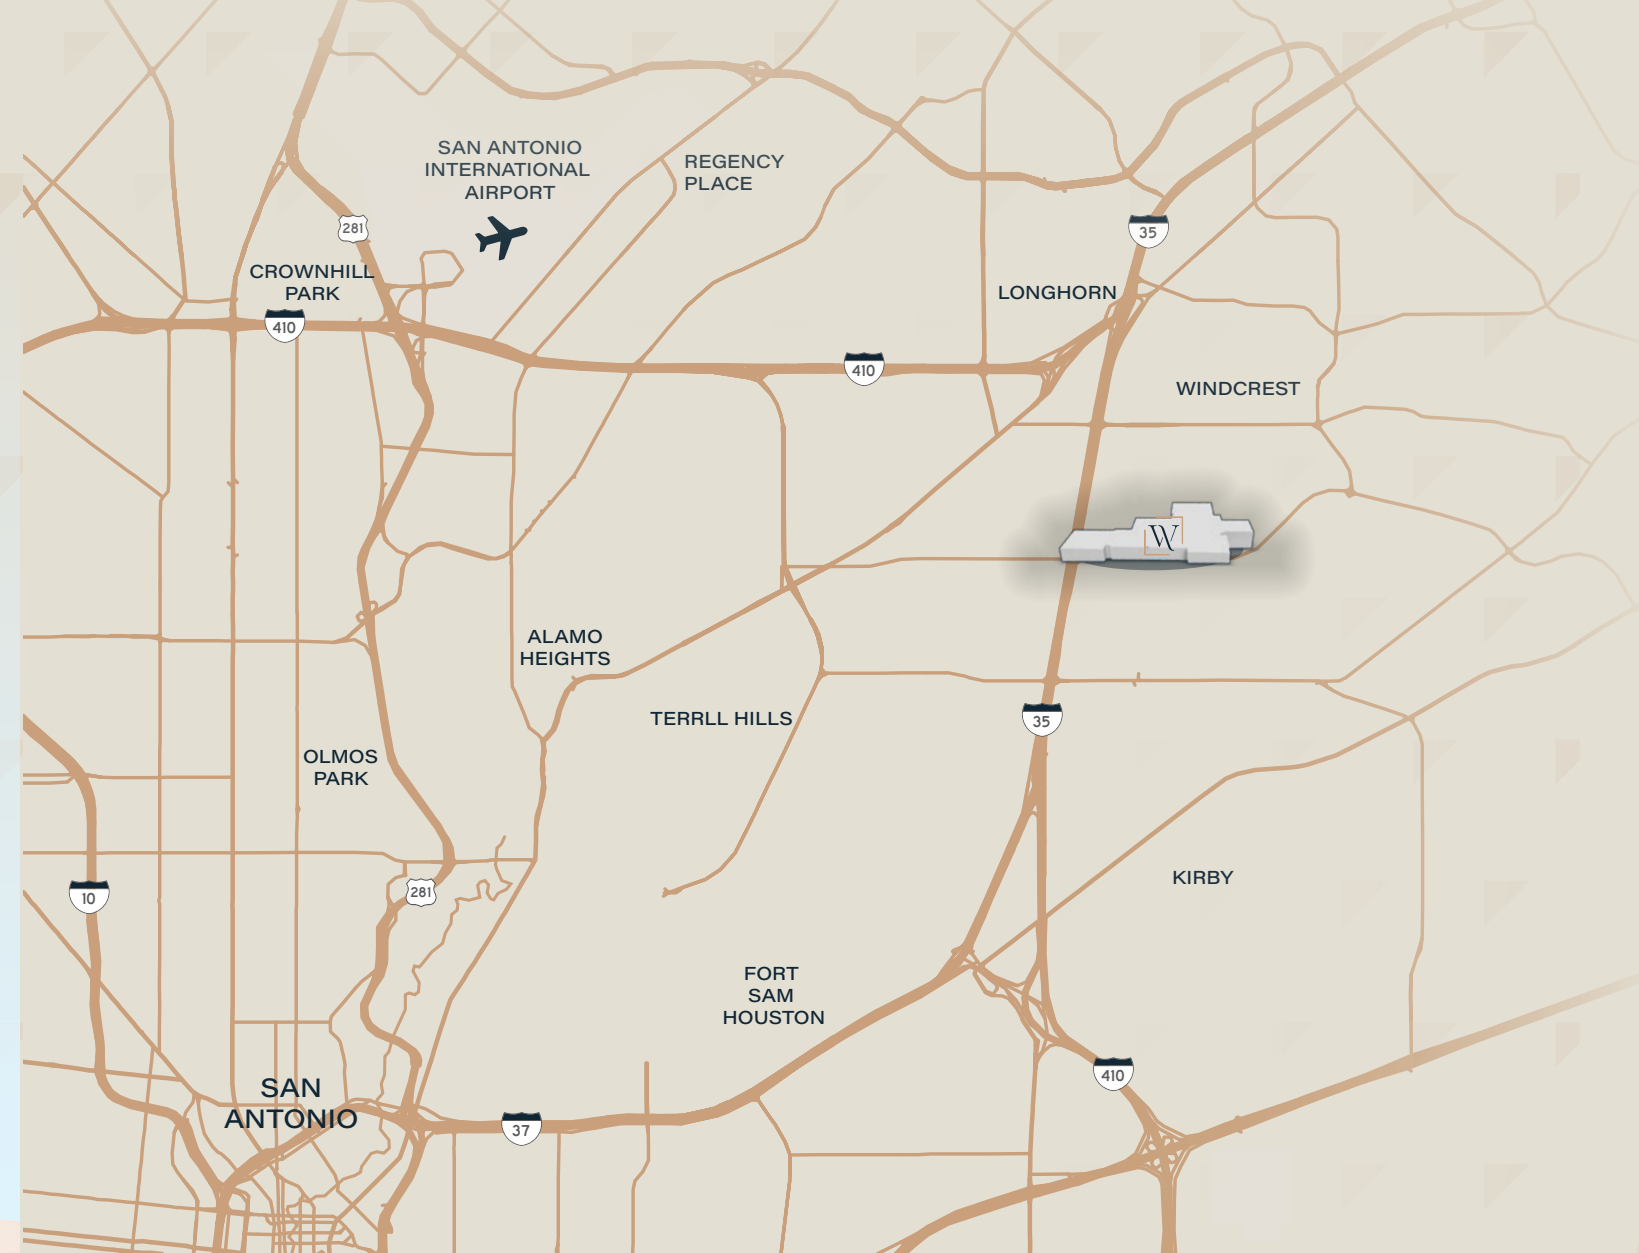 SAN ANTONIO
INTERNATIONAL
AIRPORT
REGENCY
PLACE
281
35
CROWNHILL
PARK
LONGHORN
410
410
WINDCREST
W
ALAMO
HEIGHTS
TERRLL HILLS
35
OLMOS
PARK
KIRBY
281
10
FORT
SAM
HOUSTON
410
SAN
ANTONIO
37